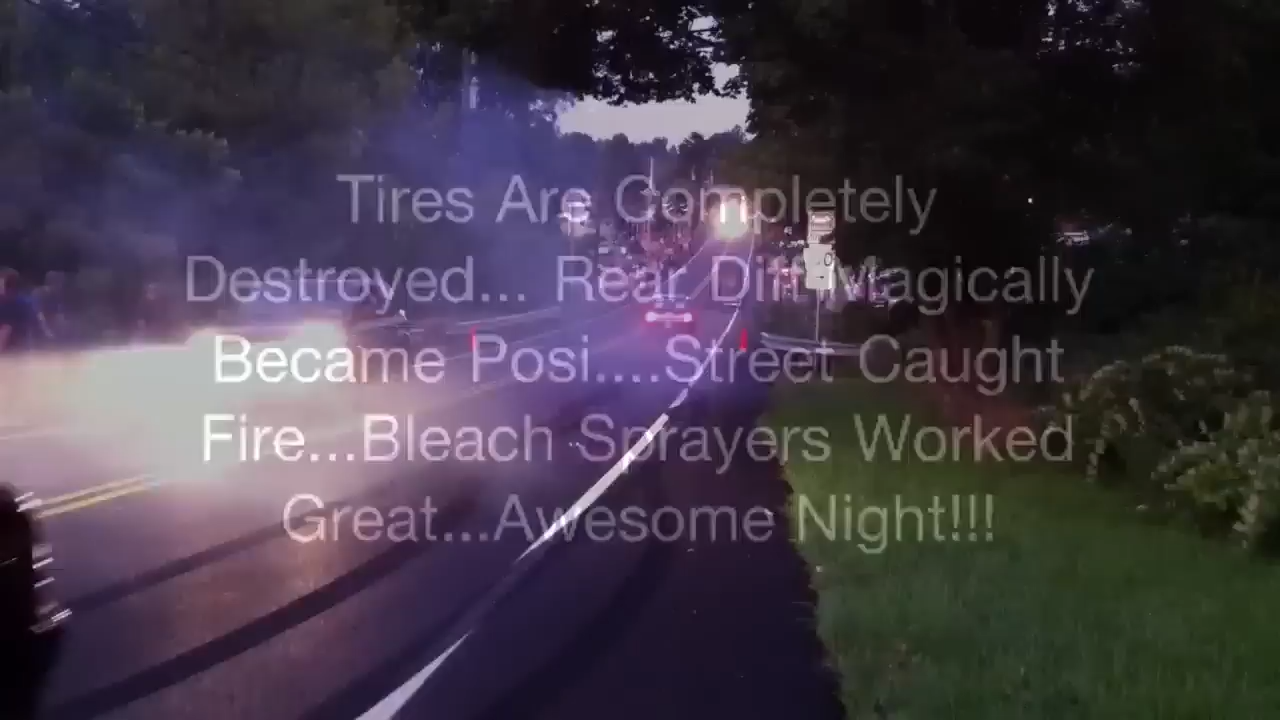 Tires Are Completely
Destroyed... Rear Diff Magically
Became Posi....Street Caught
Fire...Bleach Sprayers Worked
Great...Awesome Night!!!